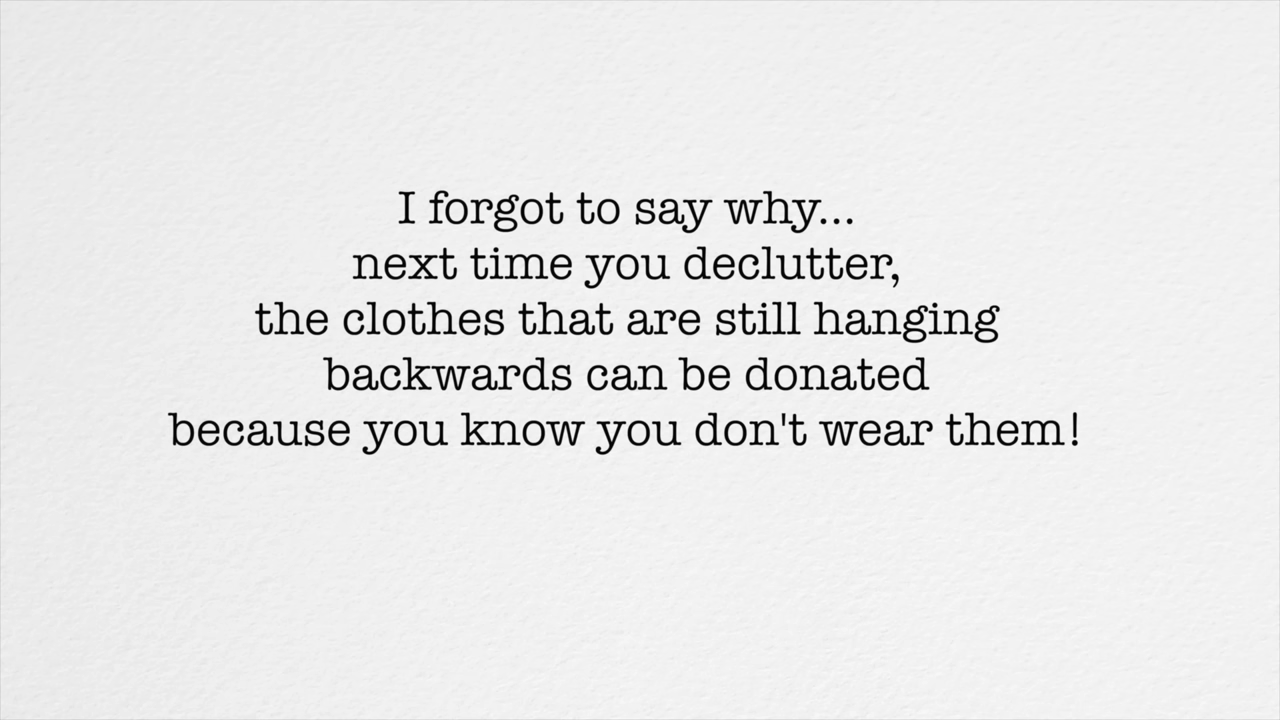 I forgot to say why...
next time you declutter,
the clothes that are still hanging
backwards can be donated
because you know you don't wear them!